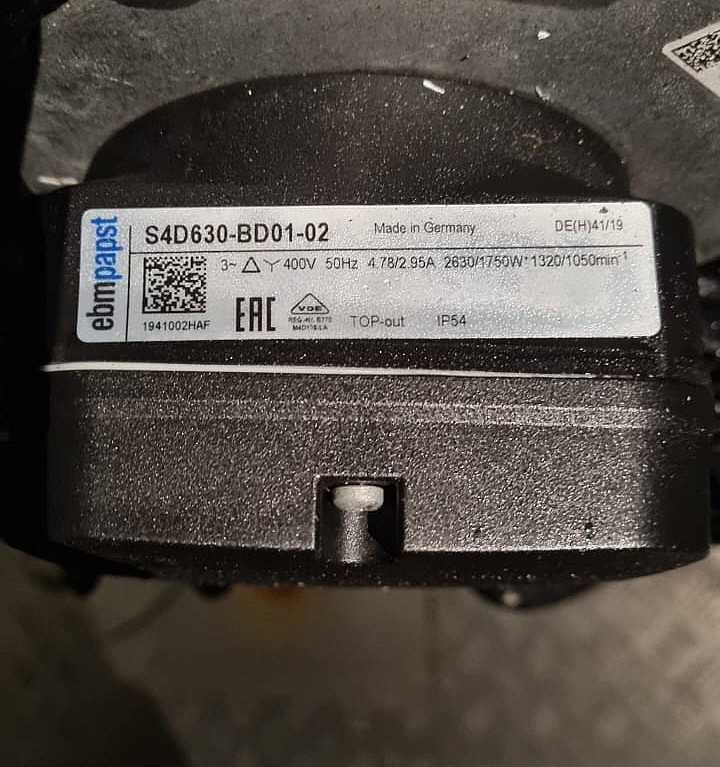 ebmpapst
S4D630-BD01-02 Made in Germany DE(H)41/19
3~ △ Y 400V 50Hz 4.78/2.95A 2630/1750W* 1320/1050min⁻¹
1941002HAF
EAC
VDE
TOP-out IP54